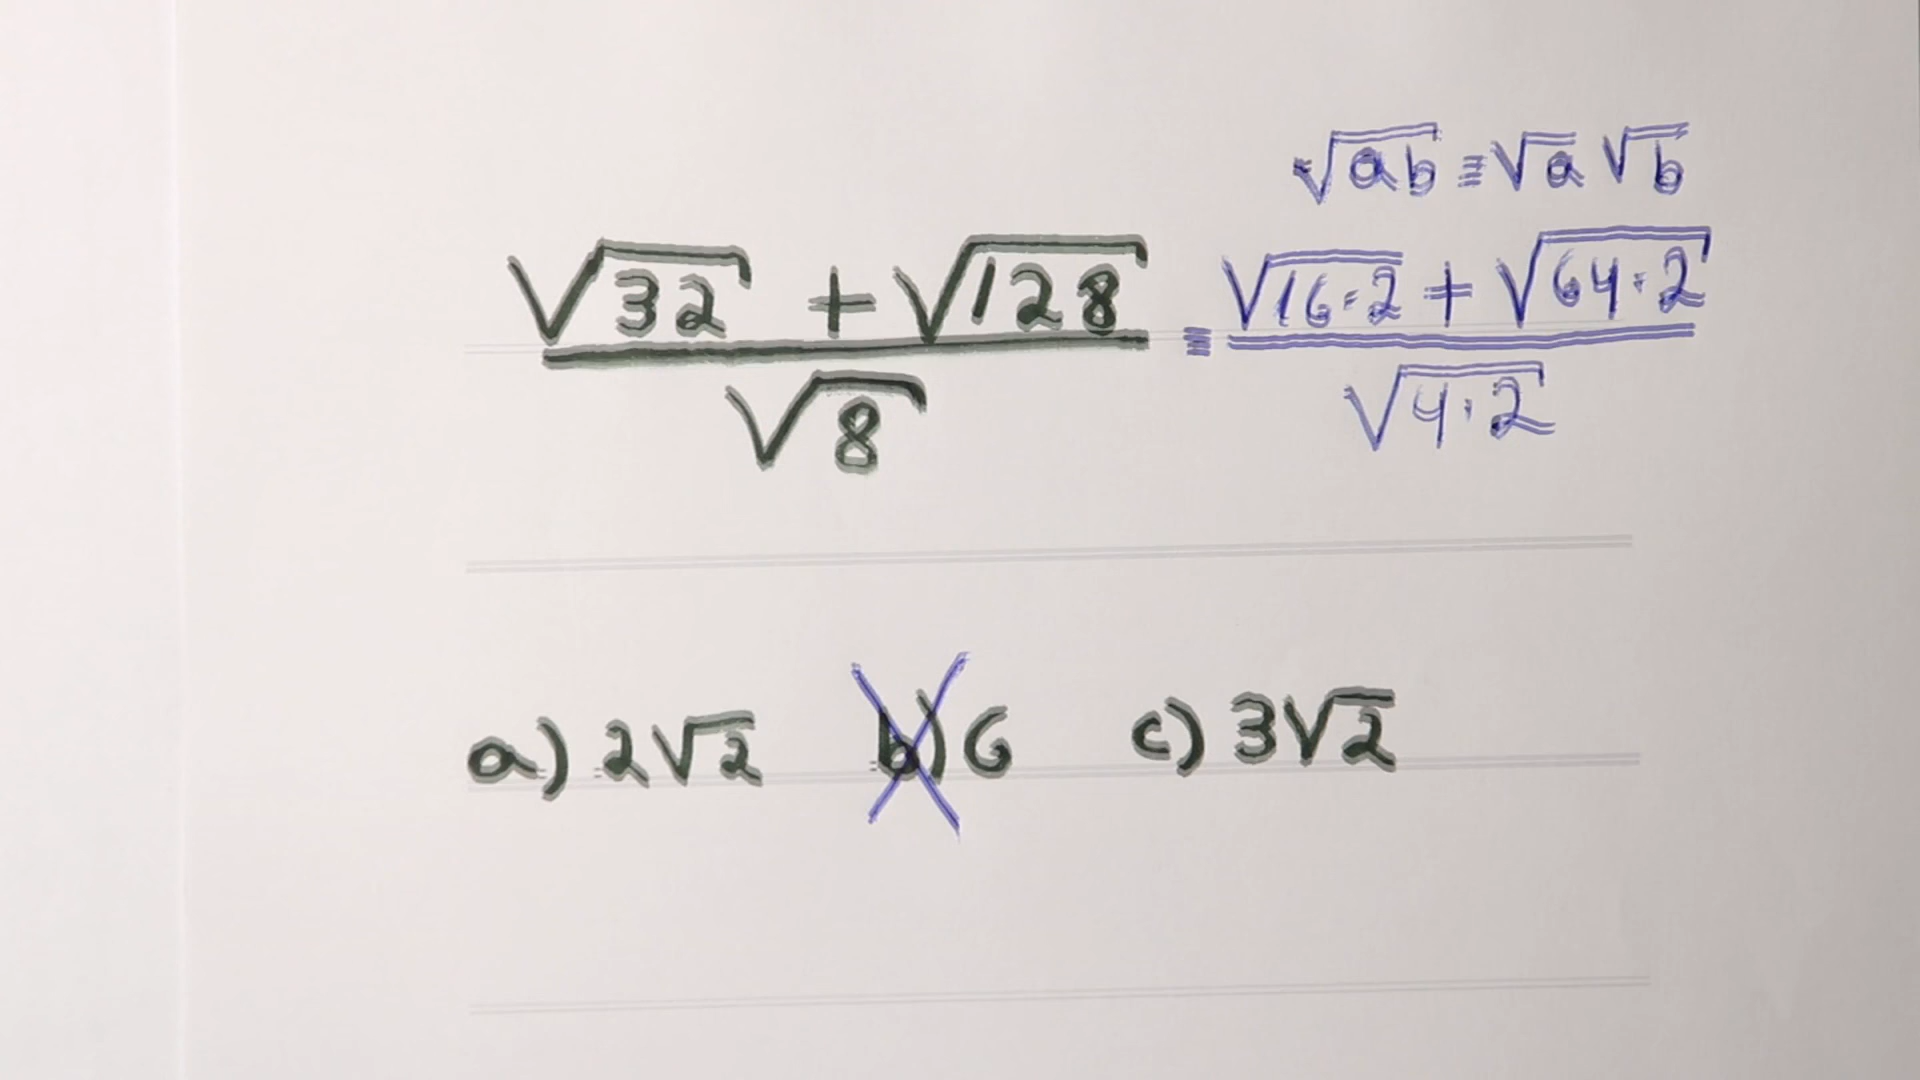 √ab = √a √b
(√32 + √128) / √8 = (√16·2 + √64·2) / √4·2
a) 2√2 b) 6 c) 3√2